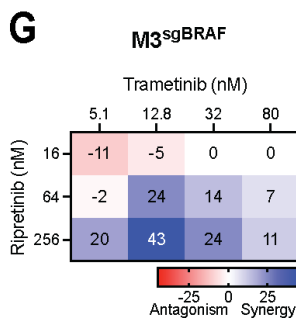 G
M3sgBRAF
Trametinib (nM)
5.1 12.8 32 80
Ripretinib (nM)
16 -11 -5 0 0
64 -2 24 14 7
256 20 43 24 11
-25 0 25
Antagonism Synergy